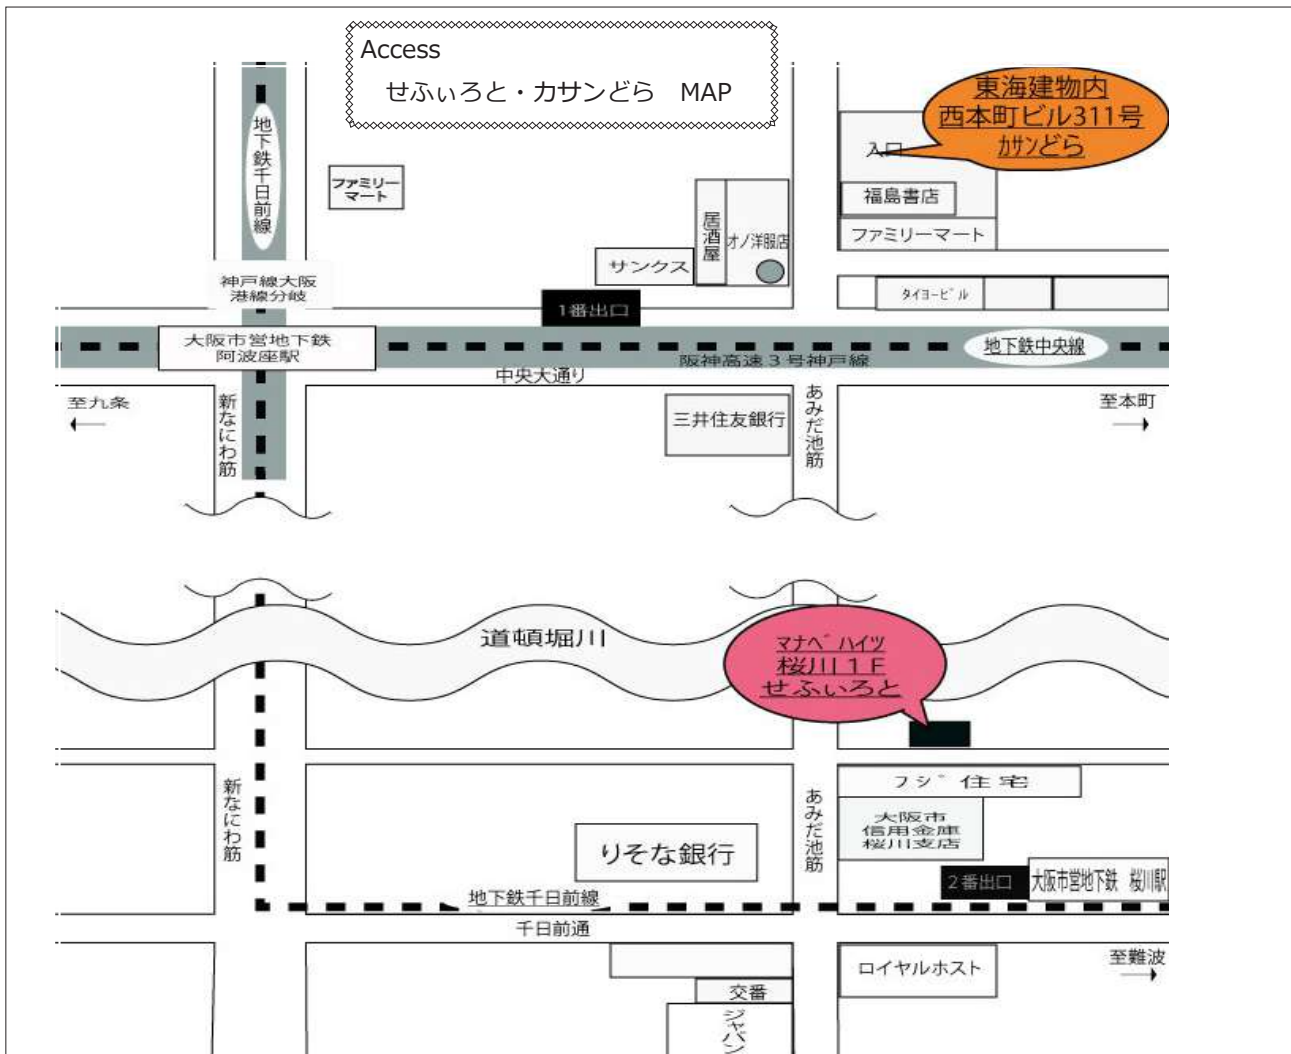 Access
せふぃろと・カサンどら MAP
東海建物内
西本町ビル311号
ｶｻﾝどら
地下鉄千日前線
ファミリー
マート
入口
福島書店
居酒屋
オノ洋服店
ファミリーマート
サンクス
神戸線大阪
港線分岐
1番出口
ﾀｲﾖｰﾋﾞﾙ
大阪市営地下鉄
阿波座駅
阪神高速3号神戸線
地下鉄中央線
中央大通り
至九条
新なにわ筋
三井住友銀行
あみだ池筋
至本町
道頓堀川
ﾏﾅﾍﾞﾊｲﾂ
桜川1F
せふぃろと
新なにわ筋
あみだ池筋
フジ住宅
大阪市
信用金庫
桜川支店
りそな銀行
2番出口
大阪市営地下鉄 桜川駅
地下鉄千日前線
千日前通
ロイヤルホスト
至難波
交番
ジャパン